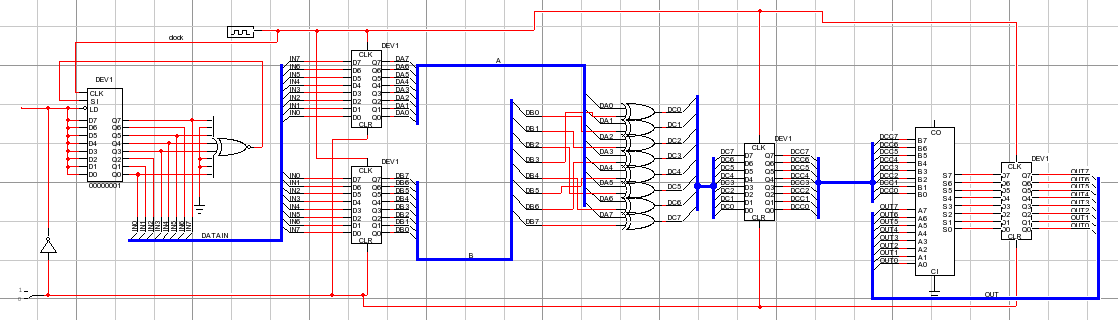 clock
DEV1
CLK
SI
LD
D7 Q7
D6 Q6
D5 Q5
D4 Q4
D3 Q3
D2 Q2
D1 Q1
D0 Q0
00000001
IN0 IN1 IN2 IN3 IN4 IN5 IN6 IN7
DATAIN
1
0
IN7
IN6
IN5
IN4
IN3
IN2
IN1
IN0
DEV1
CLK
D7 Q7
D6 Q6
D5 Q5
D4 Q4
D3 Q3
D2 Q2
D1 Q1
D0 Q0
CLR
DA7
DA6
DA5
DA4
DA3
DA2
DA1
DA0
IN0
IN1
IN2
IN3
IN4
IN5
IN6
IN7
DEV1
CLK
D7 Q7
D6 Q6
D5 Q5
D4 Q4
D3 Q3
D2 Q2
D1 Q1
D0 Q0
CLR
DB7
DB6
DB5
DB4
DB3
DB2
DB1
DB0
A
B
DB0
DB1
DB2
DB3
DB4
DB5
DB6
DB7
DA0
DA1
DA2
DA3
DA4
DA5
DA6
DA7
DC0
DC1
DC2
DC3
DC4
DC5
DC6
DC7
DC7
DC6
DC5
DC4
DC3
DC2
DC1
DC0
DEV1
CLK
D7 Q7
D6 Q6
D5 Q5
D4 Q4
D3 Q3
D2 Q2
D1 Q1
D0 Q0
CLR
DCC7
DCC6
DCC5
DCC4
DCC3
DCC2
DCC1
DCC0
DCC7
DCC6
DCC5
DCC4
DCC3
DCC2
DCC1
DCC0
OUT7
OUT6
OUT5
OUT4
OUT3
OUT2
OUT1
OUT0
CO
B7
B6
B5
B4
B3
B2
B1
B0
A7
A6
A5
A4
A3
A2
A1
A0
S7
S6
S5
S4
S3
S2
S1
S0
CI
DEV1
CLK
D7 Q7
D6 Q6
D5 Q5
D4 Q4
D3 Q3
D2 Q2
D1 Q1
D0 Q0
CLR
OUT7
OUT6
OUT5
OUT4
OUT3
OUT2
OUT1
OUT0
OUT